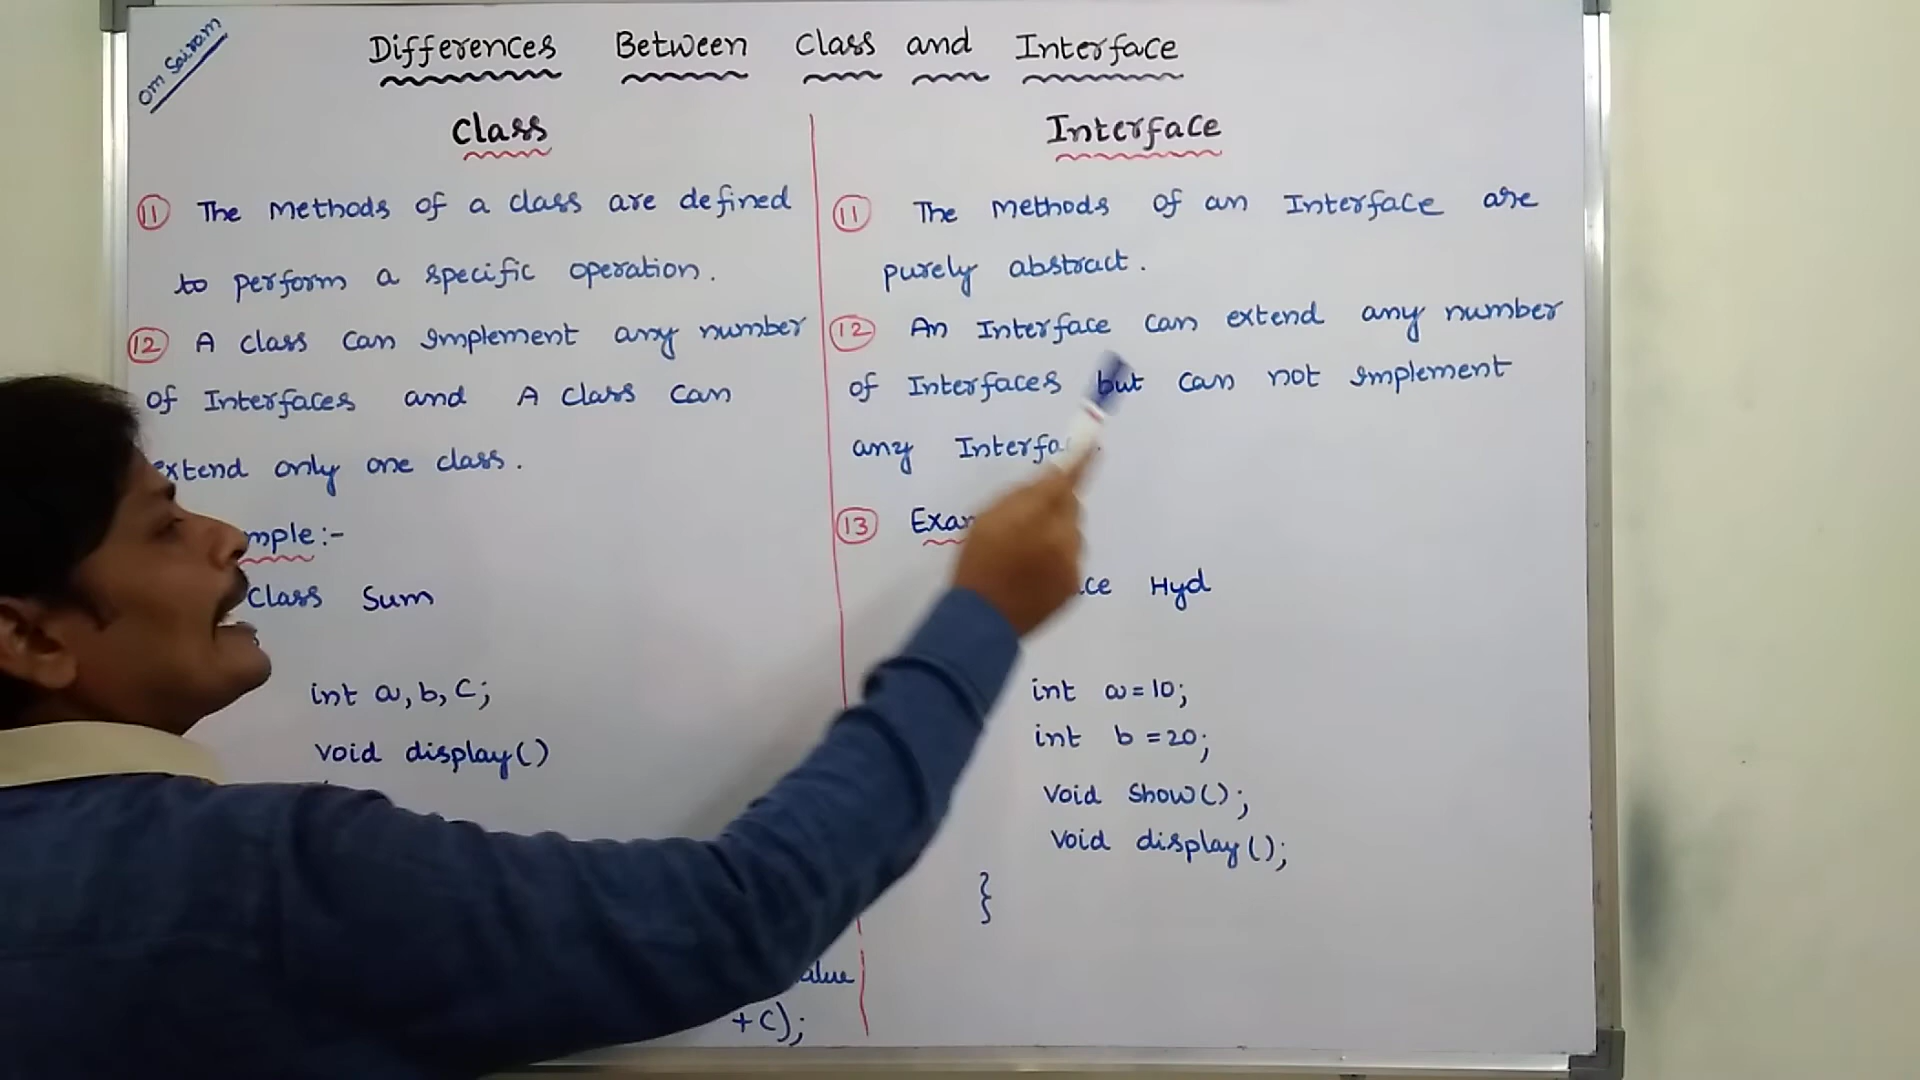 Om Sairam
Differences Between Class and Interface
Class
11 The methods of a class are defined
to perform a specific operation.
12 A class can implement any number
of Interfaces and A class can
extend only one class.
mple:-
class Sum
int a, b, c;
void display()
alue
+c);
Interface
11 The methods of an Interface are
purely abstract.
12 An Interface can extend any number
of Interfaces but can not implement
any Interfa
13 Exam
ce Hyd
int a=10;
int b =20;
void show();
void display();
}